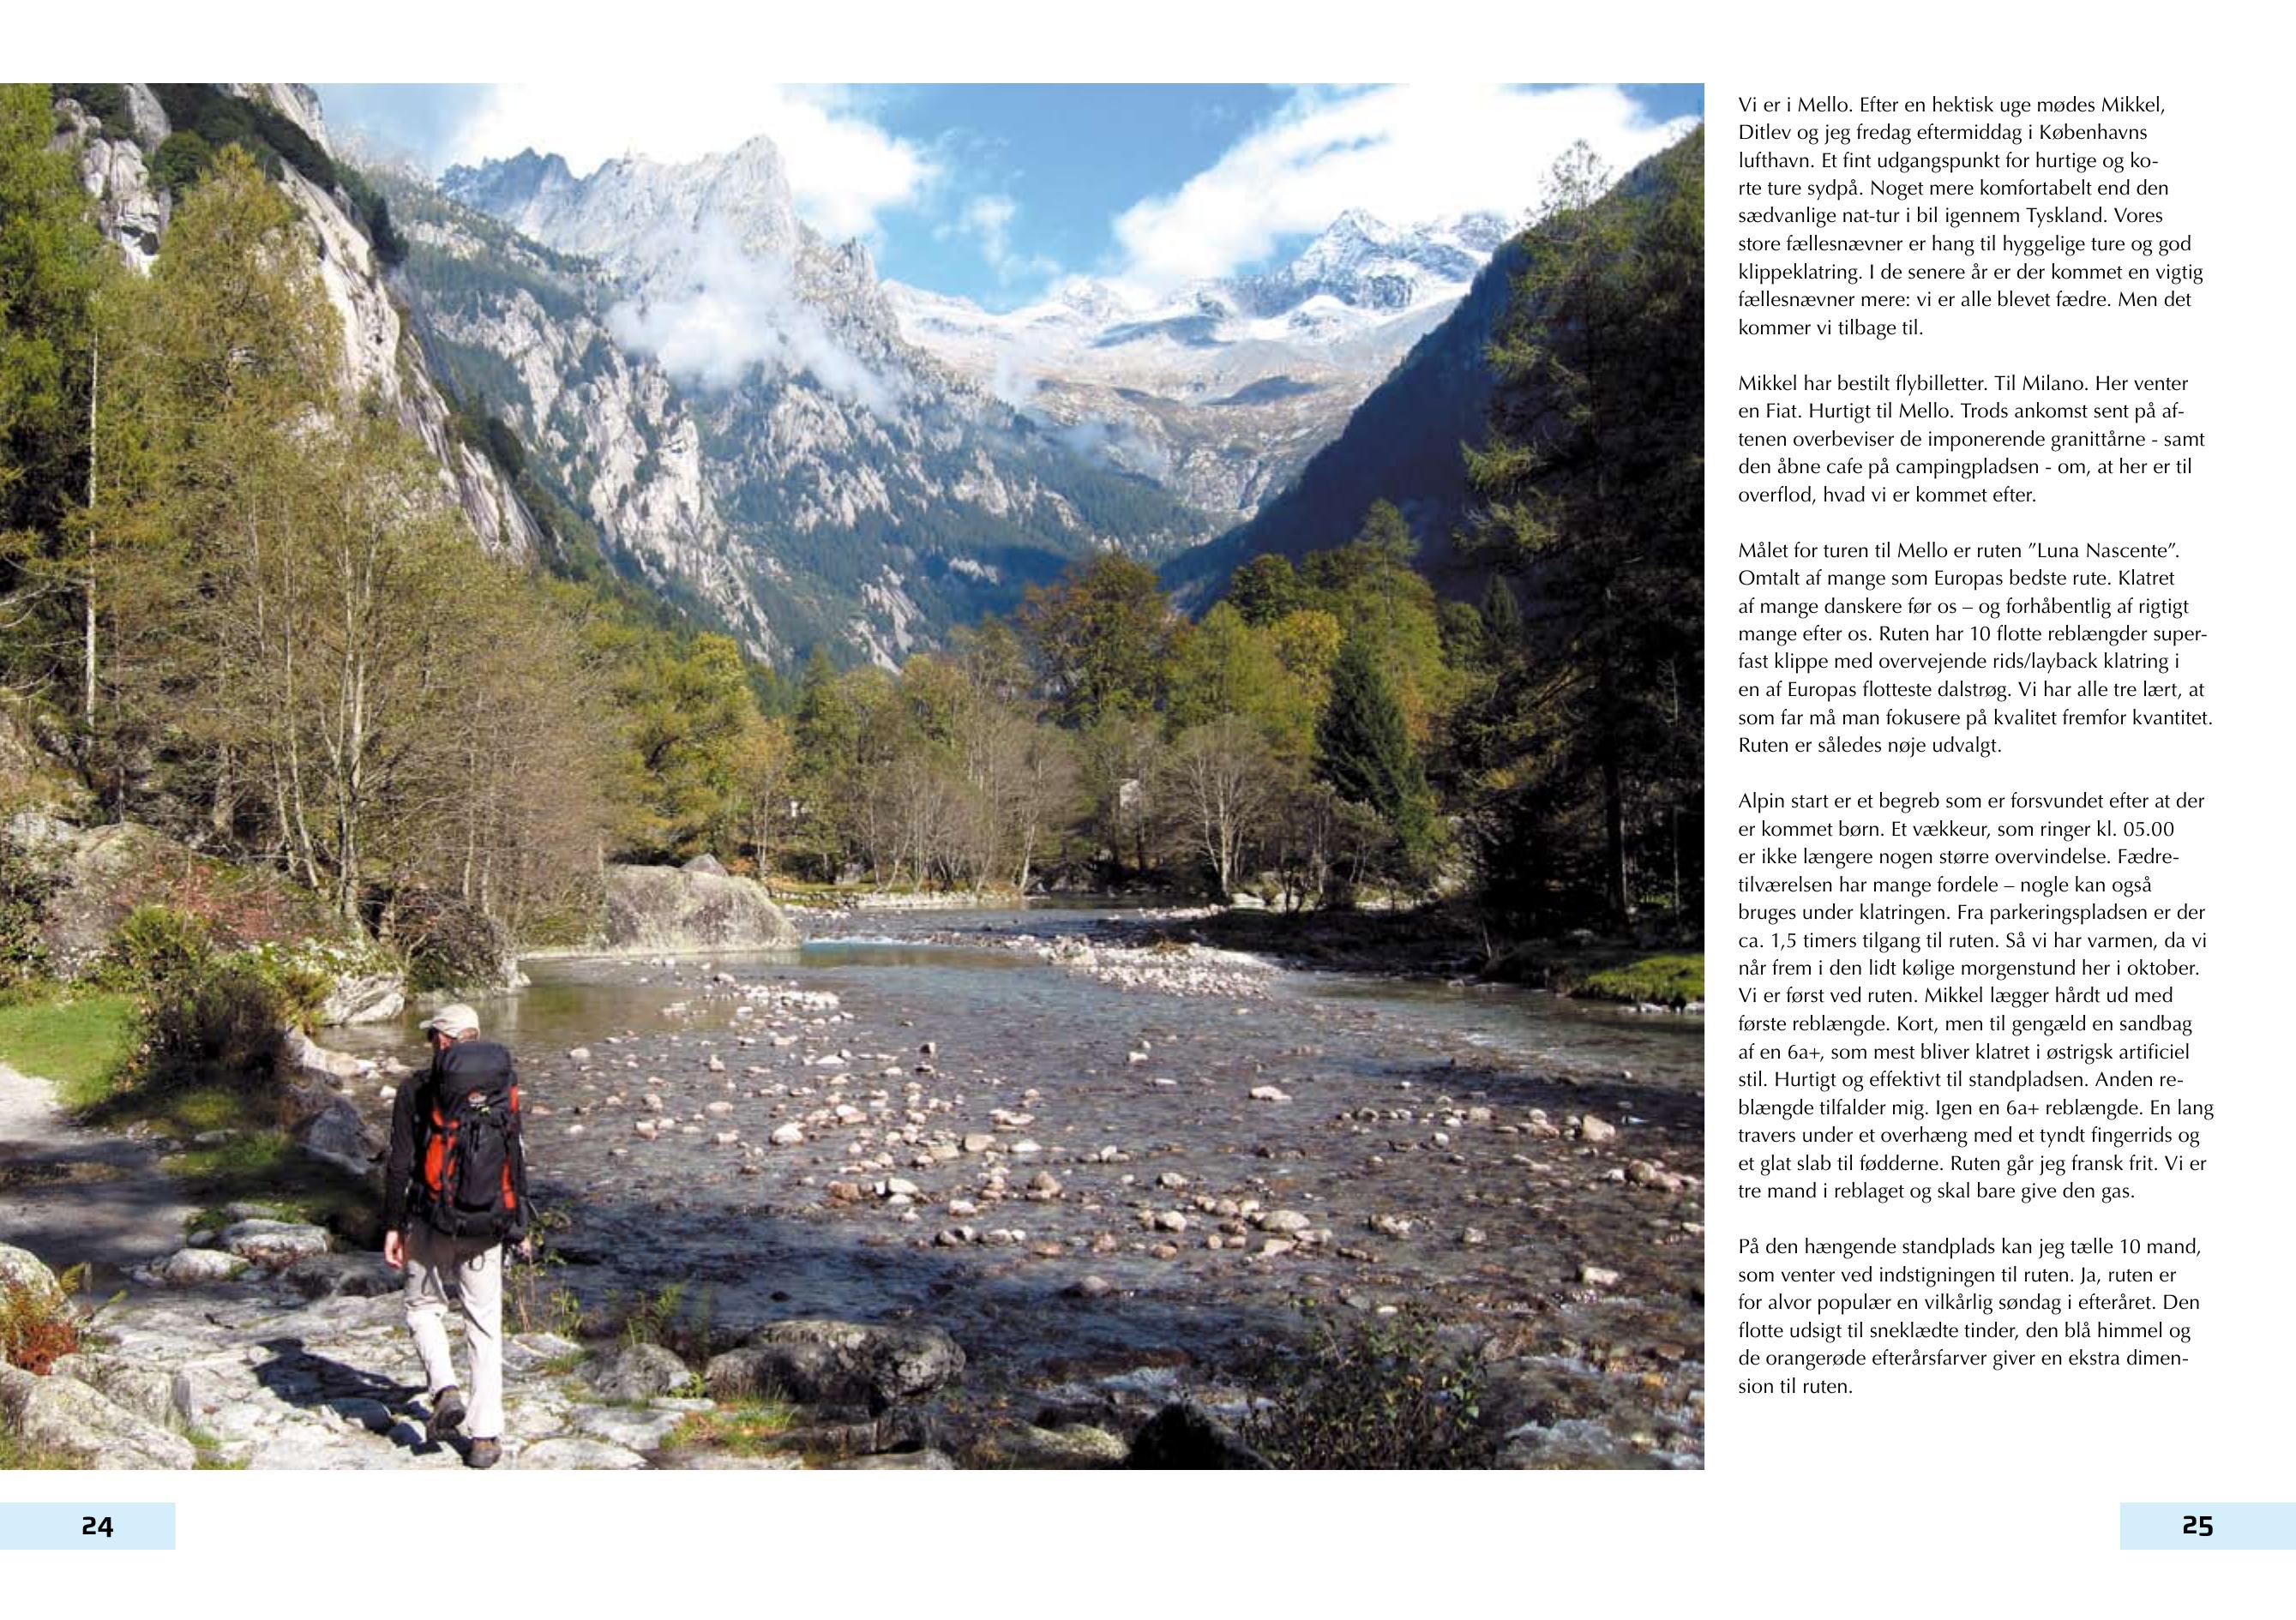 Vi er i Mello. Efter en hektisk uge mødes Mikkel,
Ditlev og jeg fredag eftermiddag i Københavns
lufthavn. Et fint udgangspunkt for hurtige og ko-
rte ture sydpå. Noget mere komfortabelt end den
sædvanlige nat-tur i bil igennem Tyskland. Vores
store fællesnævner er hang til hyggelige ture og god
klippeklatring. I de senere år er der kommet en vigtig
fællesnævner mere: vi er alle blevet fædre. Men det
kommer vi tilbage til.

Mikkel har bestilt flybilletter. Til Milano. Her venter
en Fiat. Hurtigt til Mello. Trods ankomst sent på af-
tenen overbeviser de imponerende granittårne - samt
den åbne cafe på campingpladsen - om, at her er til
overflod, hvad vi er kommet efter.

Målet for turen til Mello er ruten ”Luna Nascente”.
Omtalt af mange som Europas bedste rute. Klatret
af mange danskere før os – og forhåbentlig af rigtigt
mange efter os. Ruten har 10 flotte reblængder super-
fast klippe med overvejende rids/layback klatring i
en af Europas flotteste dalstrøg. Vi har alle tre lært, at
som far må man fokusere på kvalitet fremfor kvantitet.
Ruten er således nøje udvalgt.

Alpin start er et begreb som er forsvundet efter at der
er kommet børn. Et vækkeur, som ringer kl. 05.00
er ikke længere nogen større overvindelse. Fædre-
tilværelsen har mange fordele – nogle kan også
bruges under klatringen. Fra parkeringspladsen er der
ca. 1,5 timers tilgang til ruten. Så vi har varmen, da vi
når frem i den lidt kølige morgenstund her i oktober.
Vi er først ved ruten. Mikkel lægger hårdt ud med
første reblængde. Kort, men til gengæld en sandbag
af en 6a+, som mest bliver klatret i østrigsk artificiel
stil. Hurtigt og effektivt til standpladsen. Anden re-
blængde tilfalder mig. Igen en 6a+ reblængde. En lang
travers under et overhæng med et tyndt fingerrids og
et glat slab til fødderne. Ruten går jeg fransk frit. Vi er
tre mand i reblaget og skal bare give den gas.

På den hængende standplads kan jeg tælle 10 mand,
som venter ved indstigningen til ruten. Ja, ruten er
for alvor populær en vilkårlig søndag i efteråret. Den
flotte udsigt til sneklædte tinder, den blå himmel og
de orangerøde efterårsfarver giver en ekstra dimen-
sion til ruten.

24
25